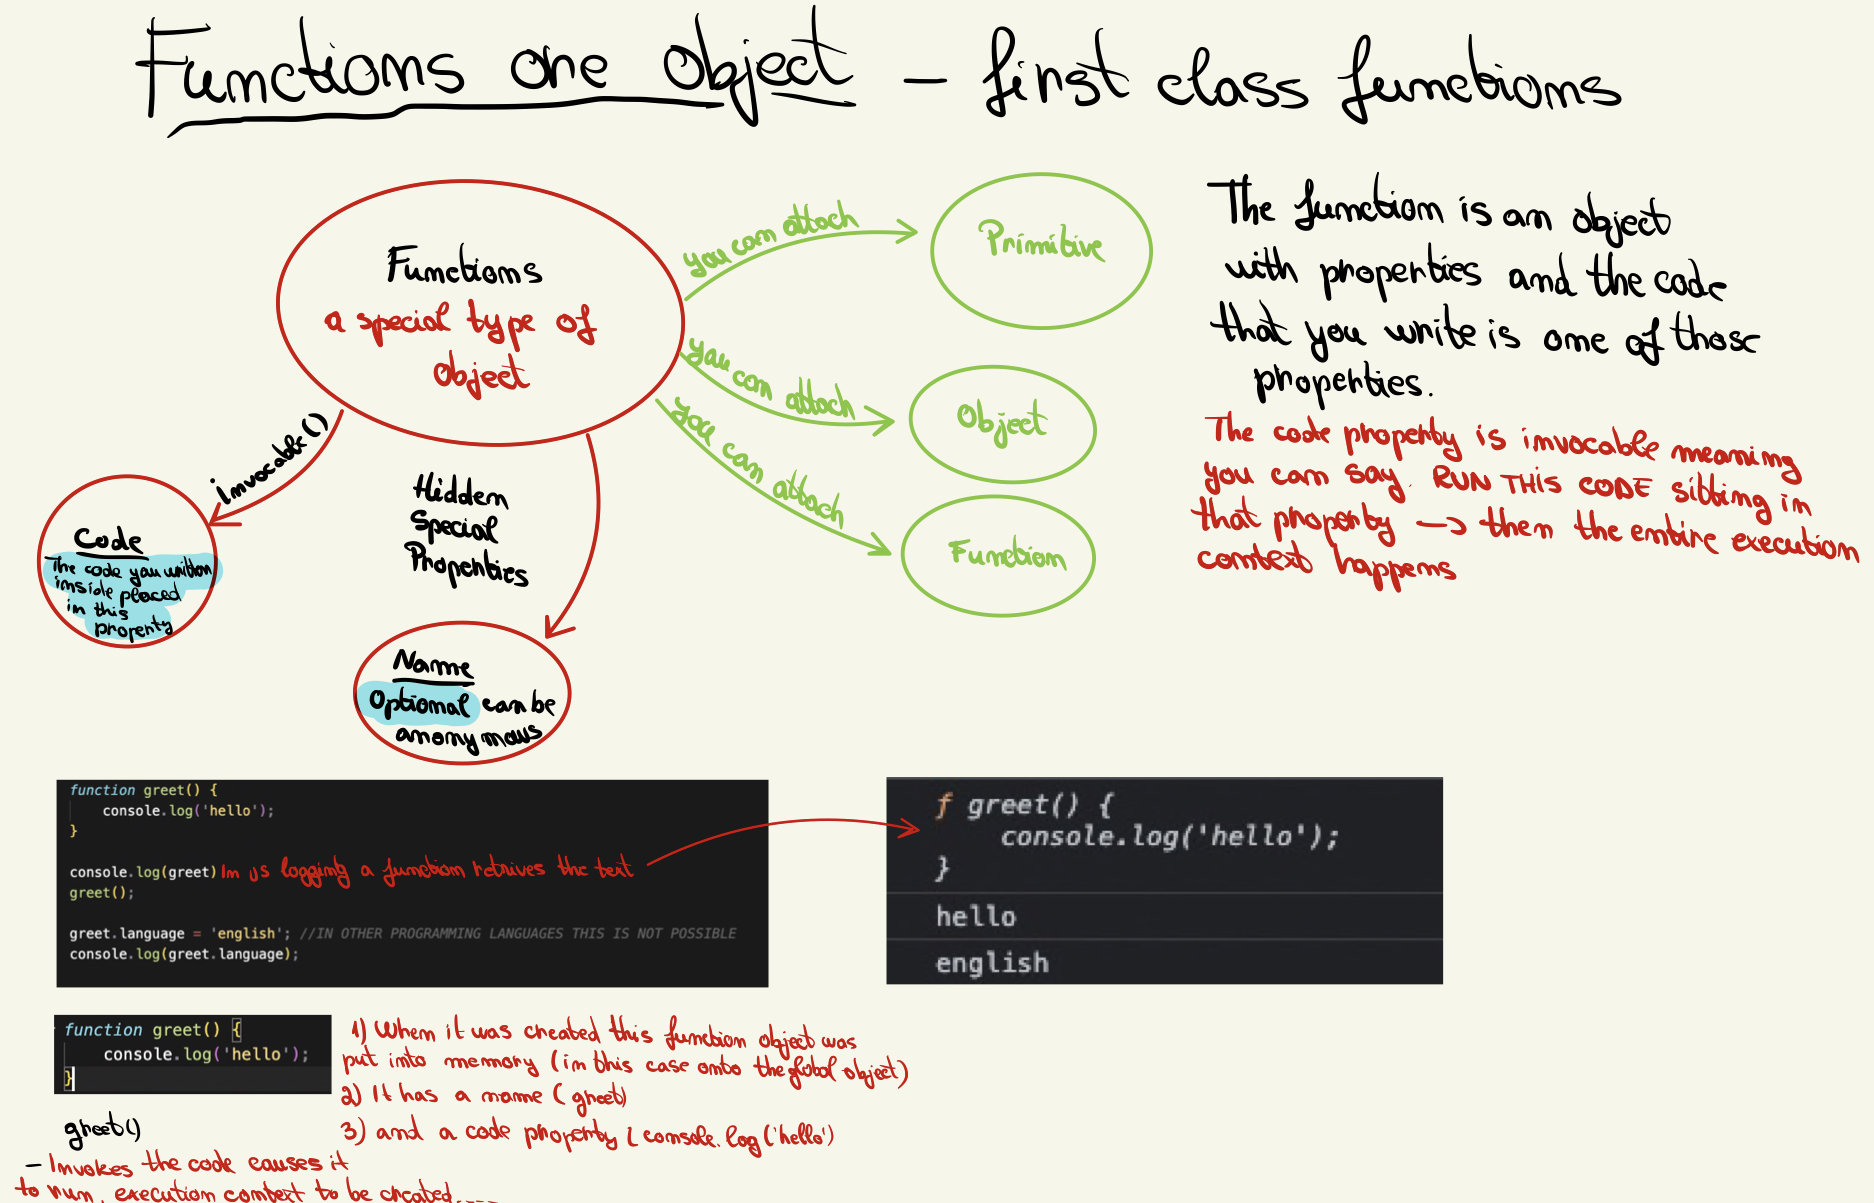 Functions are object - first class functions
Functions
a special type of
object
you can attach
Primitive
you can attach
Object
you can attach
Function
invocable()
Code
The code you written
inside placed
in this
property
Hidden
Special
Properties
Name
Optional can be
anonymous
The function is an object
with properties and the code
that you write is one of those
properties.
The code property is invocable meaning
you can say. RUN THIS CODE sitting in
that property -> then the entire execution
context happens
function greet() {
console.log('hello');
}
console.log(greet) In JS logging a function retrives the text
greet();
greet.language = 'english'; //IN OTHER PROGRAMMING LANGUAGES THIS IS NOT POSSIBLE
console.log(greet.language);
f greet() {
console.log('hello');
}
hello
english
function greet() {
console.log('hello');
}
1) When it was created this function object was
put into memory (in this case onto the global object)
2) It has a name (greet)
3) and a code property (console.log('hello')
greet()
- Invokes the code causes it
to run, execution context to be created....